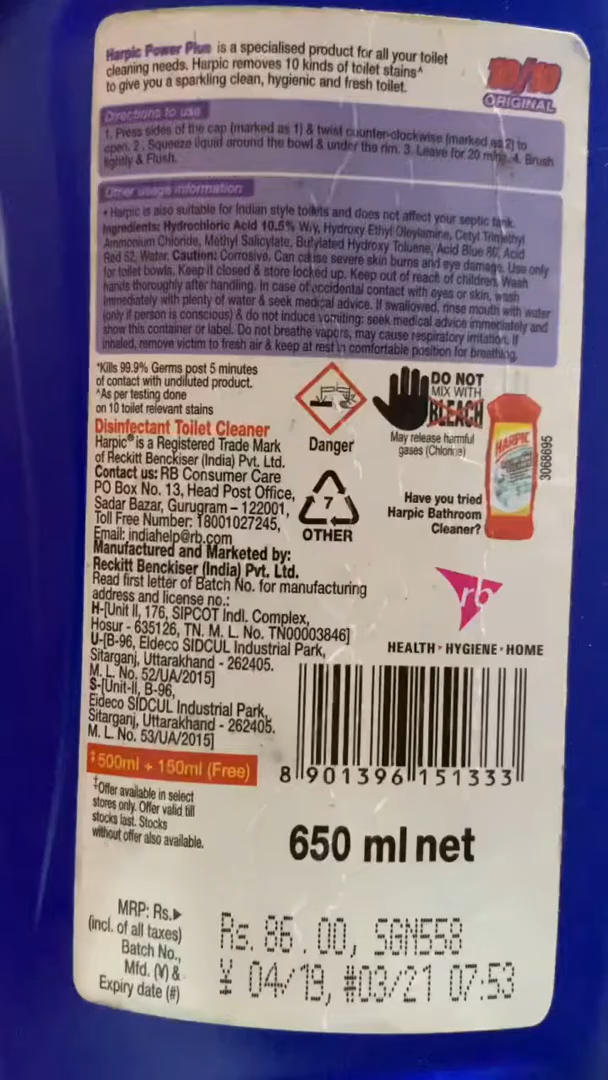 Harpic Power Plus is a specialised product for all your toilet
cleaning needs. Harpic removes 10 kinds of toilet stains^
to give you a sparkling clean, hygienic and fresh toilet.
10/10
ORIGINAL
Directions to use
1. Press sides of the cap (marked as 1) & twist counter-clockwise (marked as 2) to
open. 2. Squeeze liquid around the bowl & under the rim. 3. Leave for 20 mins. 4. Brush
lightly & Flush.
Other usage information
• Harpic is also suitable for Indian style toilets and does not affect your septic tank.
Ingredients: Hydrochloric Acid 10.5% W/v, Hydroxy Ethyl Oleylamine, Cetyl Trimethyl
Ammonium Chloride, Methyl Salicylate, Butylated Hydroxy Toluene, Acid Blue 80, Acid
Red 52, Water. Caution: Corrosive. Can cause severe skin burns and eye damage. Use only
for toilet bowls. Keep it closed & store locked up. Keep out of reach of children. Wash
hands thoroughly after handling. In case of accidental contact with eyes or skin, wash
immediately with plenty of water & seek medical advice. If swallowed, rinse mouth with water
(only if person is conscious) & do not induce vomiting: seek medical advice immediately and
show this container or label. Do not breathe vapors, may cause respiratory irritation. If
inhaled, remove victim to fresh air & keep at rest in comfortable position for breathing.
*Kills 99.9% Germs post 5 minutes
of contact with undiluted product.
^As per testing done
on 10 toilet relevant stains
Danger
DO NOT
MIX WITH
BLEACH
May release harmful
gases (Chlorine)
HARPIC
3068695
Disinfectant Toilet Cleaner
Harpic® is a Registered Trade Mark
of Reckitt Benckiser (India) Pvt. Ltd.
Contact us: RB Consumer Care
PO Box No. 13, Head Post Office,
Sadar Bazar, Gurugram – 122001,
Toll Free Number: 18001027245,
Email: indiahelp@rb.com
7
OTHER
Have you tried
Harpic Bathroom
Cleaner?
Manufactured and Marketed by:
Reckitt Benckiser (India) Pvt. Ltd.
Read first letter of Batch No. for manufacturing
address and license no.:
H-[Unit II, 176, SIPCOT Indl. Complex,
Hosur - 635126, TN. M. L. No. TN00003846]
U-[B-96, Eldeco SIDCUL Industrial Park,
Sitarganj, Uttarakhand - 262405.
M. L. No. 52/UA/2015]
S-[Unit-II, B-96,
Eldeco SIDCUL Industrial Park,
Sitarganj, Uttarakhand - 262405.
M. L. No. 53/UA/2015]
rb
HEALTH • HYGIENE • HOME
8 901396 151333
‡500ml + 150ml (Free)
‡Offer available in select
stores only. Offer valid till
stocks last. Stocks
without offer also available.
650 ml net
MRP: Rs.▶
(incl. of all taxes)
Batch No.,
Mfd. (¥) &
Expiry date (#)
Rs. 86.00, SGN558
¥ 04/19, #03/21 07:53